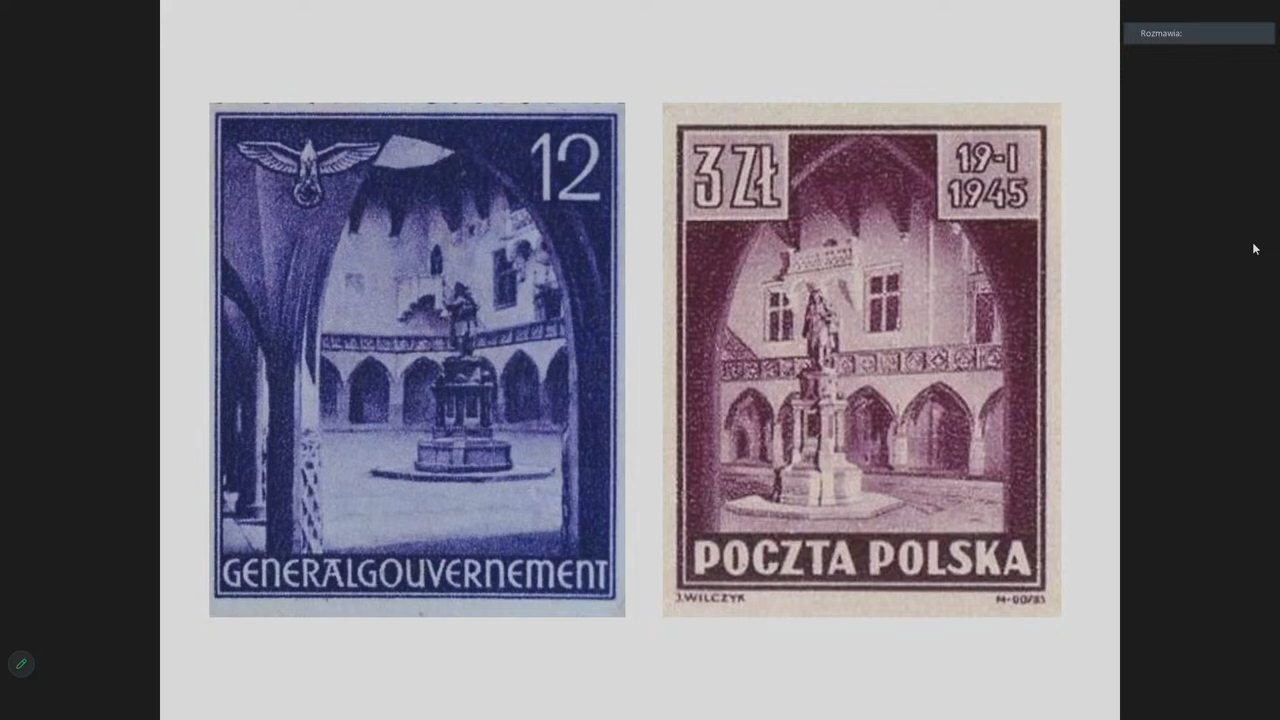 Rozmawia:
12
GENERALGOUVERNEMENT
3 ZŁ
19-I
1945
POCZTA POLSKA
J.WILCZYK